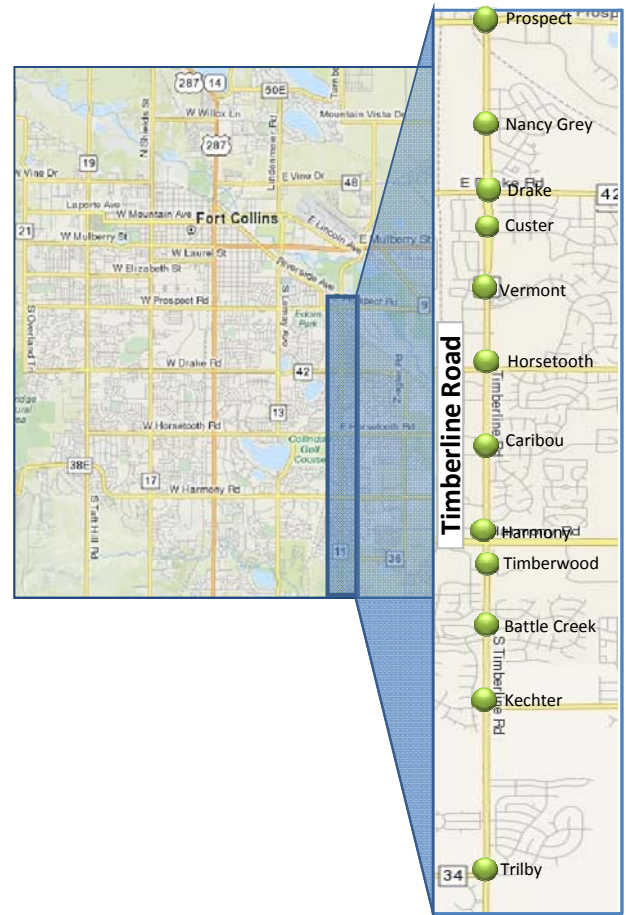 287
14
50E
W Willox Ln
Mountain Vista Dr
N Shields St
Lindenmeier Rd
287
19
W Vine Dr
E Vine Dr
48
Laporte Ave
W Mountain Ave
Fort Collins
E Lincoln Ave
21
W Mulberry St
E Mulberry St
W Laurel St
Riverside Ave
W Elizabeth St
S Overland Trl
W Prospect Rd
S Lemay Ave
Edora
Park
9
W Drake Rd
42
13
W Horsetooth Rd
E Horsetooth Rd
Collindale
Golf
Course
38E
17
W Harmony Rd
S Taft Hill Rd
11
36
Timberline Road
Prospect
Nancy Grey
Drake
42
Custer
Vermont
Horsetooth
Timberline Rd
Caribou
Harmony
Timberwood
Battle Creek
S Timberline Rd
Kechter
34
Trilby